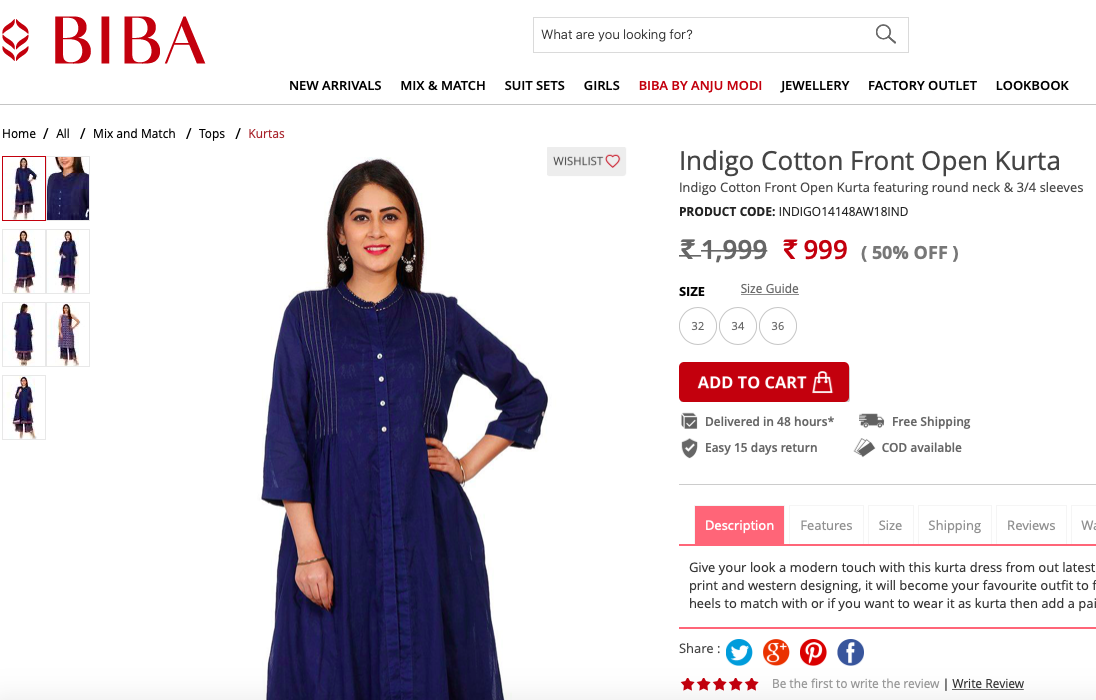 BIBA
What are you looking for?
NEW ARRIVALS MIX & MATCH SUIT SETS GIRLS BIBA BY ANJU MODI JEWELLERY FACTORY OUTLET LOOKBOOK
Home / All / Mix and Match / Tops / Kurtas
WISHLIST
Indigo Cotton Front Open Kurta
Indigo Cotton Front Open Kurta featuring round neck & 3/4 sleeves
PRODUCT CODE: INDIGO14148AW18IND
₹ 1,999 ₹ 999 ( 50% OFF )
SIZE Size Guide
32 34 36
ADD TO CART
Delivered in 48 hours* Free Shipping
Easy 15 days return COD available
Description Features Size Shipping Reviews Wa
Give your look a modern touch with this kurta dress from out latest
print and western designing, it will become your favourite outfit to f
heels to match with or if you want to wear it as kurta then add a pai
Share :
Be the first to write the review | Write Review